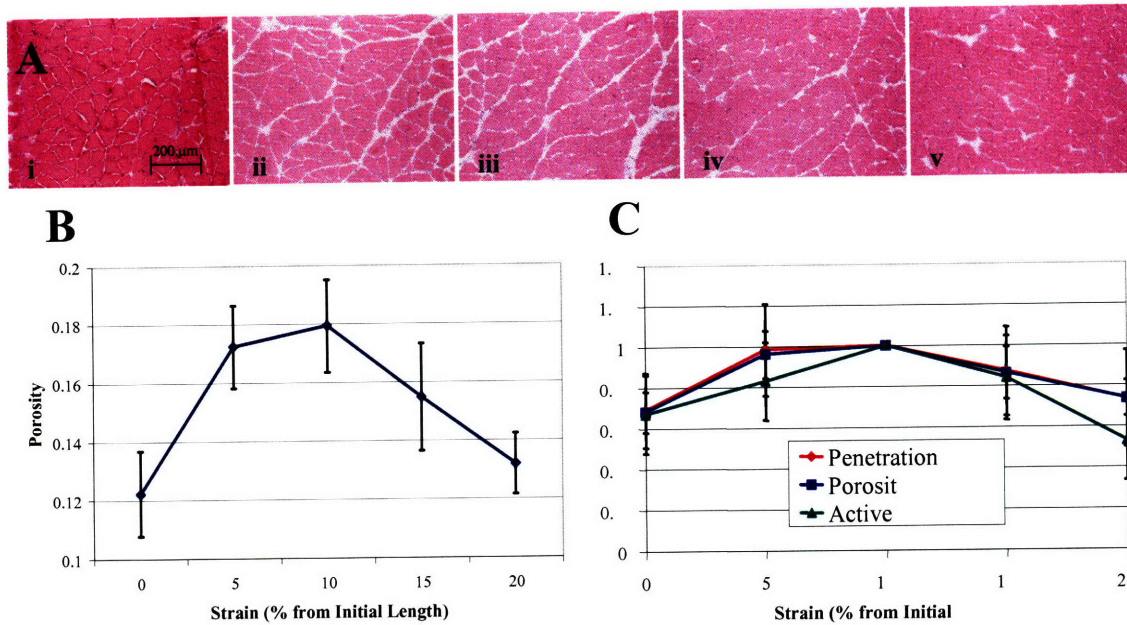 A
i
200 µm
ii
iii
iv
v
B
0.2
0.18
0.16
0.14
0.12
0.1
Porosity
0
5
10
15
20
Strain (% from Initial Length)
C
1.
1.
1
0.
0.
0.
0.
0
Penetration
Porosit
Active
0
5
1
1
2
Strain (% from Initial